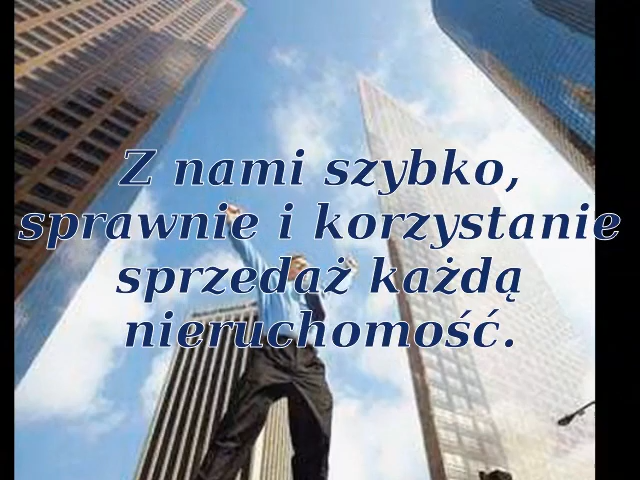 Z nami szybko,
sprawnie i korzystanie
sprzedaż każdą
nieruchomość.